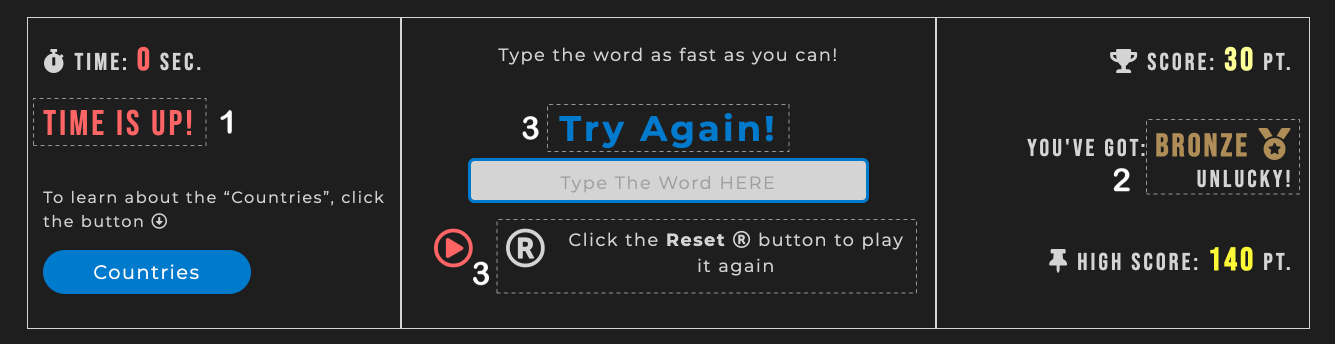 TIME: 0 SEC.
TIME IS UP! 1
To learn about the “Countries”, click
the button
Countries
Type the word as fast as you can!
3 Try Again!
Type The Word HERE
3 ® Click the Reset ® button to play
it again
SCORE: 30 PT.
YOU'VE GOT: BRONZE
2 UNLUCKY!
HIGH SCORE: 140 PT.